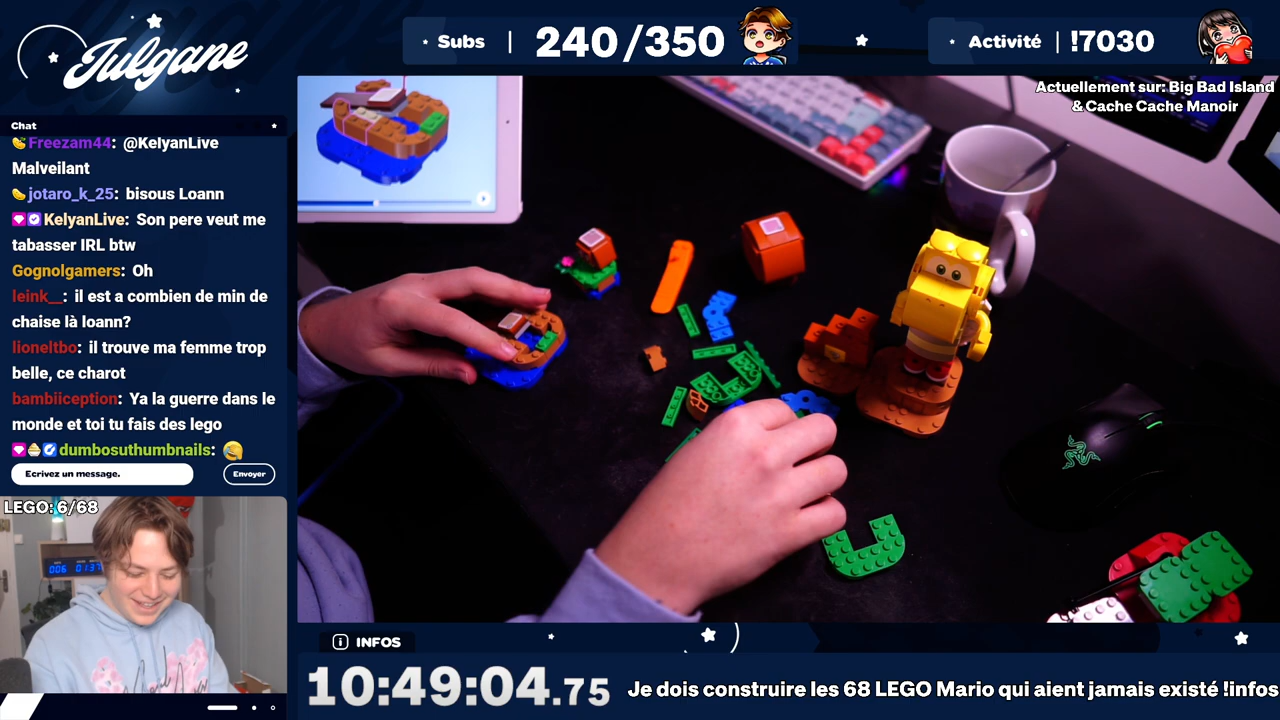 Julgane
Subs | 240/350
Activité | !7030
Actuellement sur: Big Bad Island
& Cache Cache Manoir
Chat
Freezam44: @KelyanLive
Malveilant
jotaro_k_25: bisous Loann
KelyanLive: Son pere veut me
tabasser IRL btw
Gognolgamers: Oh
leink__: il est a combien de min de
chaise là loann?
lioneltbo: il trouve ma femme trop
belle, ce charot
bambiiception: Ya la guerre dans le
monde et toi tu fais des lego
dumbosuthumbnails:
Ecrivez un message.
Envoyer
LEGO: 6/68
INFOS
10:49:04.75
Je dois construire les 68 LEGO Mario qui aient jamais existé !infos